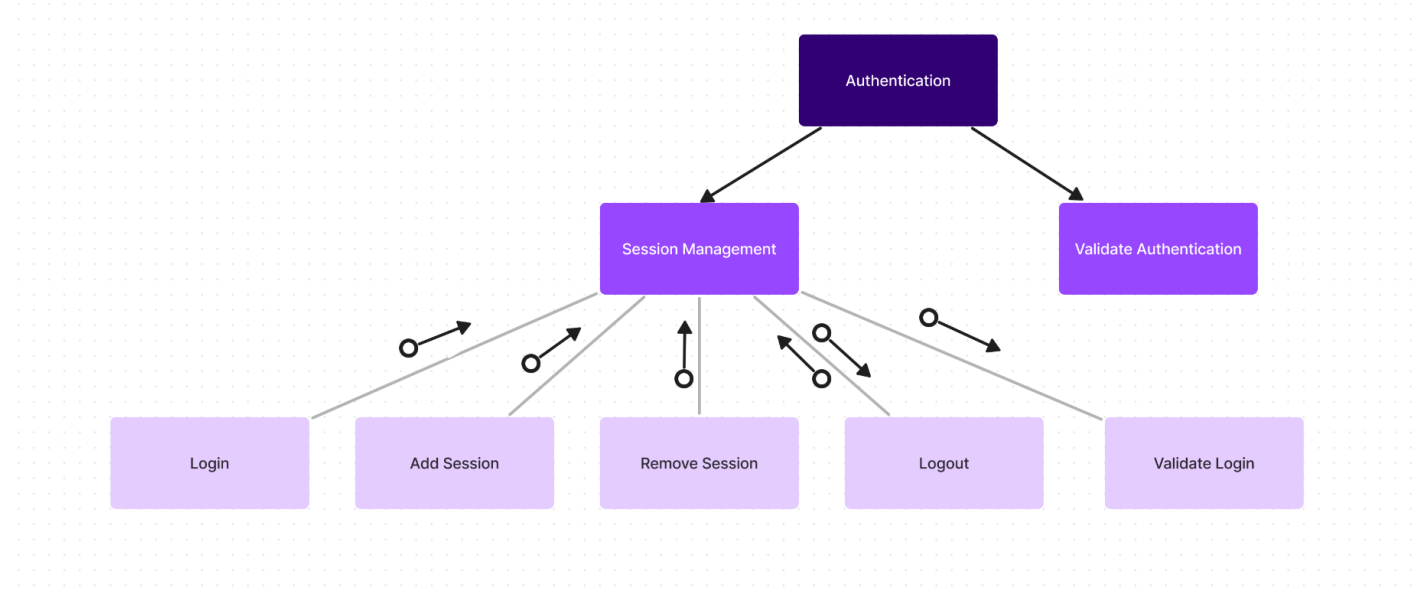 Authentication
Session Management
Validate Authentication
Login
Add Session
Remove Session
Logout
Validate Login